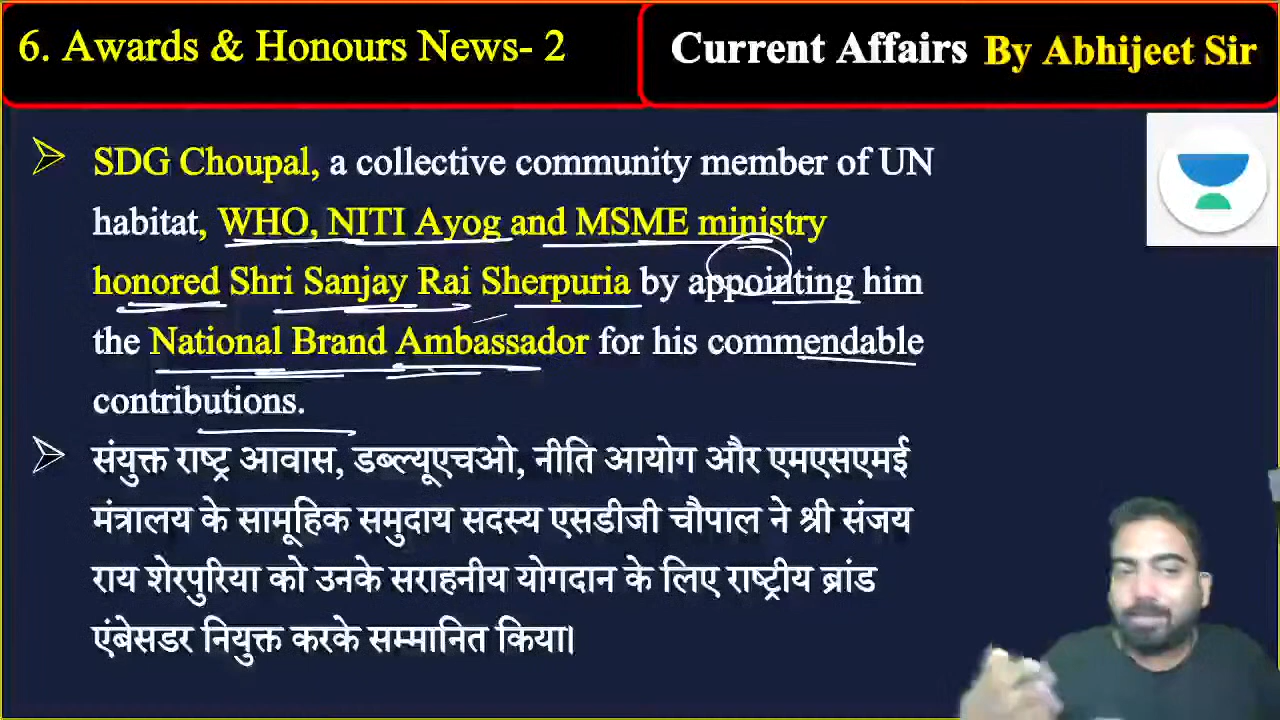 6. Awards & Honours News- 2
Current Affairs By Abhijeet Sir
SDG Choupal, a collective community member of UN
habitat, WHO, NITI Ayog and MSME ministry
honored Shri Sanjay Rai Sherpuria by appointing him
the National Brand Ambassador for his commendable
contributions.
संयुक्त राष्ट्र आवास, डब्ल्यूएचओ, नीति आयोग और एमएसएमई
मंत्रालय के सामूहिक समुदाय सदस्य एसडीजी चौपाल ने श्री संजय
राय शेरपुरिया को उनके सराहनीय योगदान के लिए राष्ट्रीय ब्रांड
एंबेसडर नियुक्त करके सम्मानित किया।